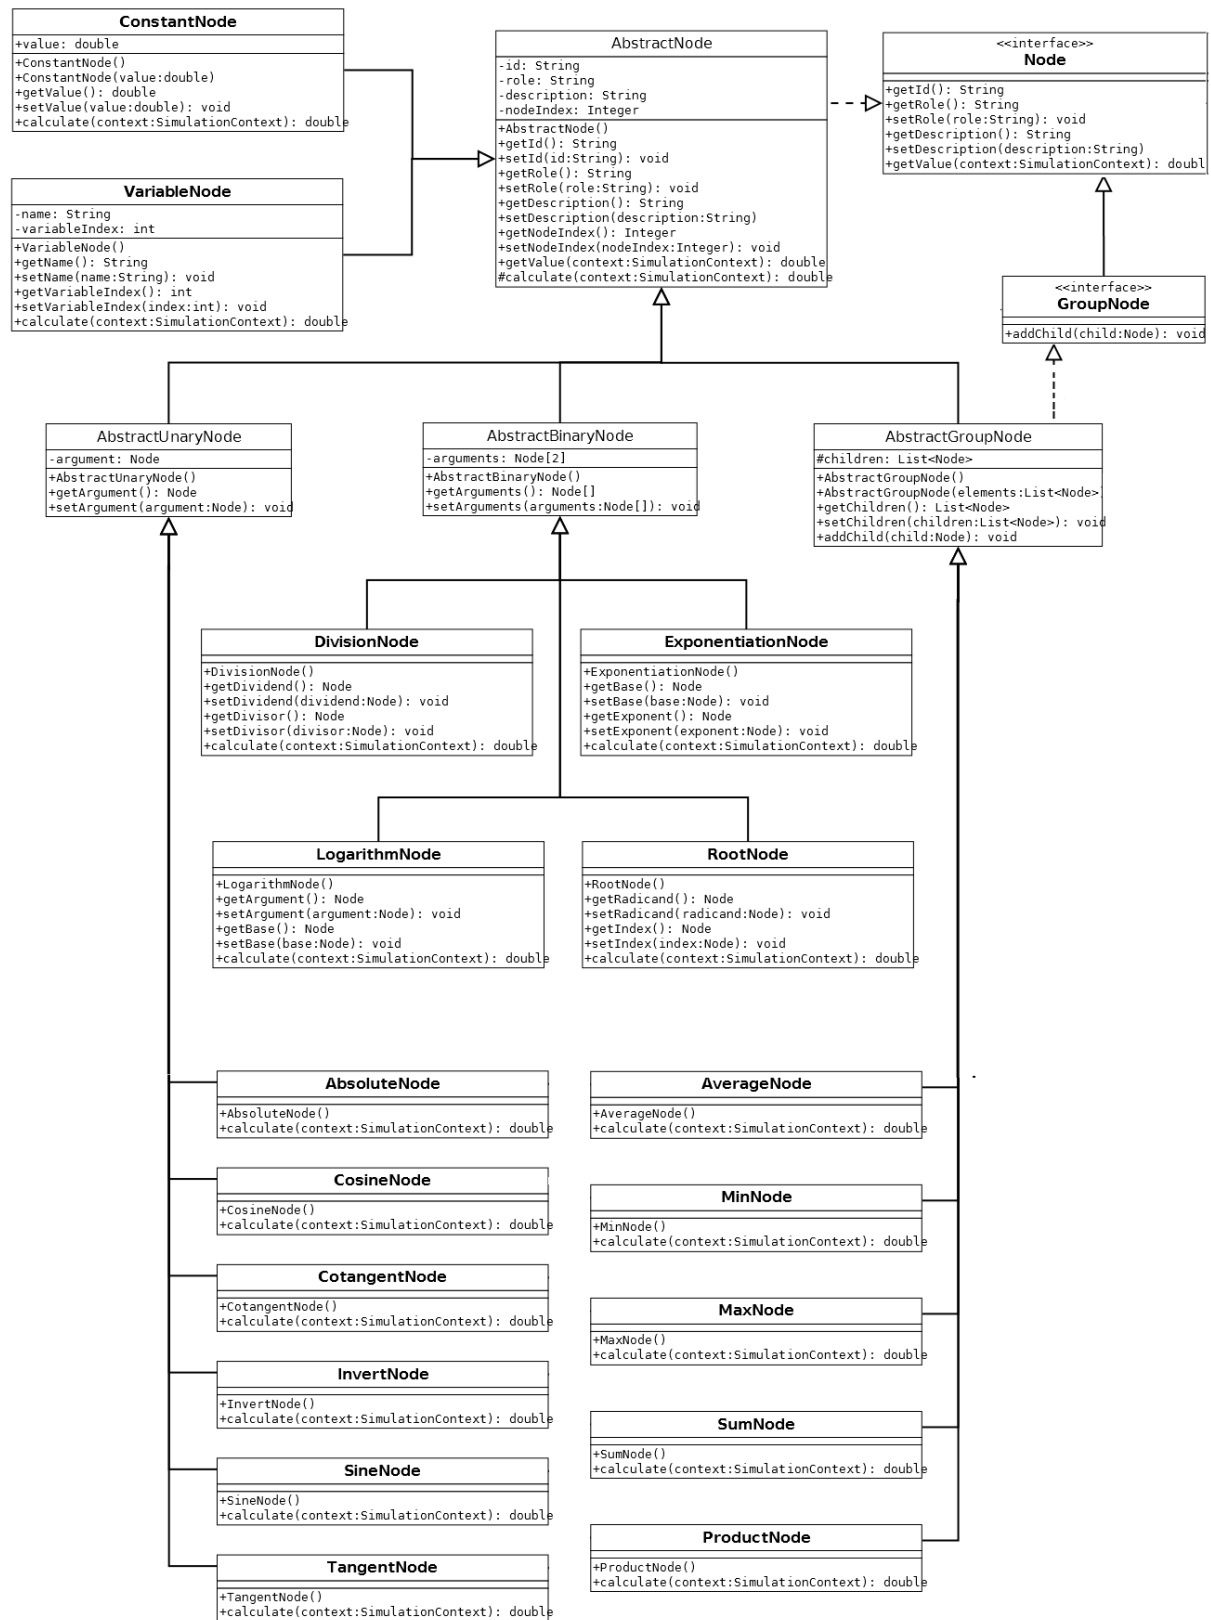 ConstantNode
+value: double
+ConstantNode()
+ConstantNode(value:double)
+getValue(): double
+setValue(value:double): void
+calculate(context:SimulationContext): double
AbstractNode
-id: String
-role: String
-description: String
-nodeIndex: Integer
+AbstractNode()
+getId(): String
+setId(id:String): void
+getRole(): String
+setRole(role:String): void
+getDescription(): String
+setDescription(description:String)
+getNodeIndex(): Integer
+setNodeIndex(nodeIndex:Integer): void
+getValue(context:SimulationContext): double
#calculate(context:SimulationContext): double
<<interface>>
Node
+getId(): String
+getRole(): String
+setRole(role:String): void
+getDescription(): String
+setDescription(description:String)
+getValue(context:SimulationContext): doubl
VariableNode
-name: String
-variableIndex: int
+VariableNode()
+getName(): String
+setName(name:String): void
+getVariableIndex(): int
+setVariableIndex(index:int): void
+calculate(context:SimulationContext): double
<<interface>>
GroupNode
+addChild(child:Node): void
AbstractUnaryNode
-argument: Node
+AbstractUnaryNode()
+getArgument(): Node
+setArgument(argument:Node): void
AbstractBinaryNode
-arguments: Node[2]
+AbstractBinaryNode()
+getArguments(): Node[]
+setArguments(arguments:Node[]): void
AbstractGroupNode
#children: List<Node>
+AbstractGroupNode()
+AbstractGroupNode(elements:List<Node>)
+getChildren(): List<Node>
+setChildren(children:List<Node>): void
+addChild(child:Node): void
DivisionNode
+DivisionNode()
+getDividend(): Node
+setDividend(dividend:Node): void
+getDivisor(): Node
+setDivisor(divisor:Node): void
+calculate(context:SimulationContext): double
ExponentiationNode
+ExponentiationNode()
+getBase(): Node
+setBase(base:Node): void
+getExponent(): Node
+setExponent(exponent:Node): void
+calculate(context:SimulationContext): double
LogarithmNode
+LogarithmNode()
+getArgument(): Node
+setArgument(argument:Node): void
+getBase(): Node
+setBase(base:Node): void
+calculate(context:SimulationContext): double
RootNode
+RootNode()
+getRadicand(): Node
+setRadicand(radicand:Node): void
+getIndex(): Node
+setIndex(index:Node): void
+calculate(context:SimulationContext): double
AbsoluteNode
+AbsoluteNode()
+calculate(context:SimulationContext): double
CosineNode
+CosineNode()
+calculate(context:SimulationContext): double
CotangentNode
+CotangentNode()
+calculate(context:SimulationContext): double
InvertNode
+InvertNode()
+calculate(context:SimulationContext): double
SineNode
+SineNode()
+calculate(context:SimulationContext): double
TangentNode
+TangentNode()
+calculate(context:SimulationContext): double
AverageNode
+AverageNode()
+calculate(context:SimulationContext): double
MinNode
+MinNode()
+calculate(context:SimulationContext): double
MaxNode
+MaxNode()
+calculate(context:SimulationContext): double
SumNode
+SumNode()
+calculate(context:SimulationContext): double
ProductNode
+ProductNode()
+calculate(context:SimulationContext): double